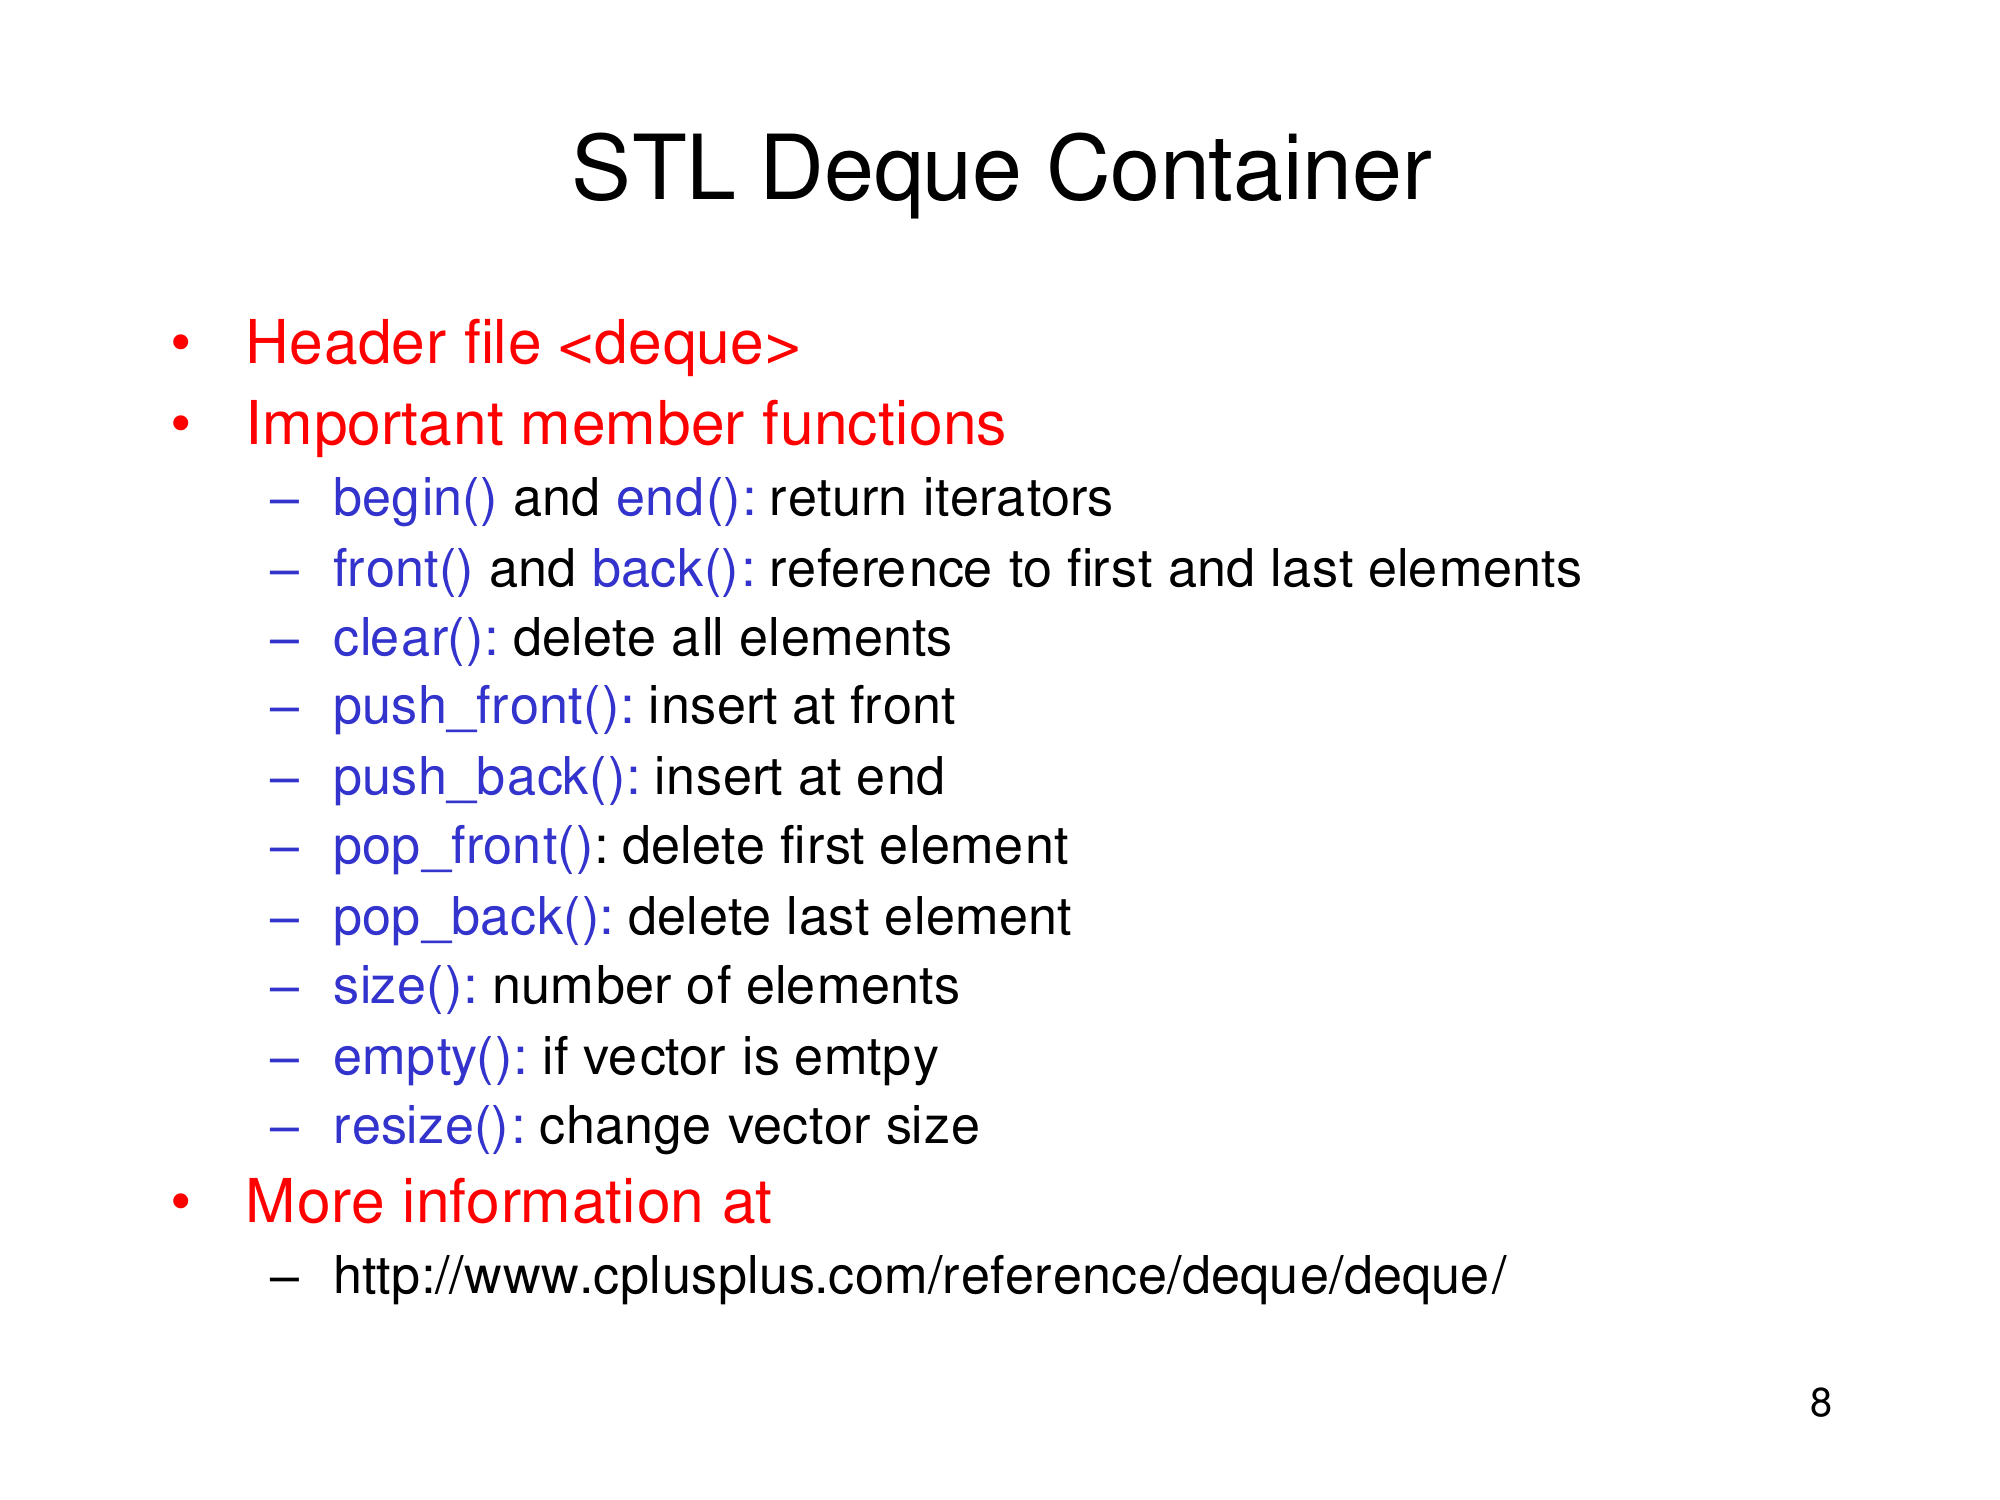 STL Deque Container
• Header file <deque>
• Important member functions
– begin() and end(): return iterators
– front() and back(): reference to first and last elements
– clear(): delete all elements
– push_front(): insert at front
– push_back(): insert at end
– pop_front(): delete first element
– pop_back(): delete last element
– size(): number of elements
– empty(): if vector is emtpy
– resize(): change vector size
• More information at
– http://www.cplusplus.com/reference/deque/deque/
8